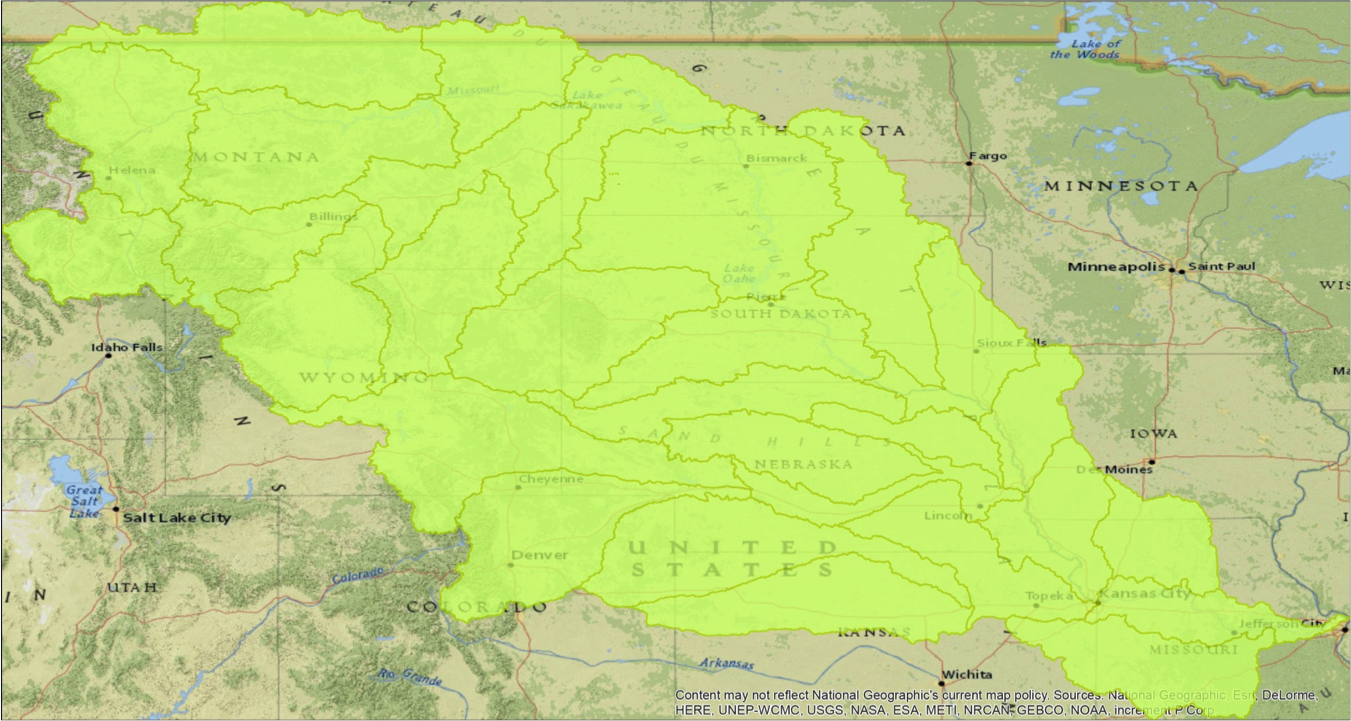 Lake of
the Woods
Missouri
Lake
Sakakawea
NORTH DAKOTA
MONTANA
Helena
Bismarck
Fargo
MINNESOTA
Billings
Lake
Oahe
Minneapolis
Saint Paul
WIS
Pierre
SOUTH DAKOTA
Idaho Falls
Sioux Falls
WYOMING
Ma
IOWA
SAND HILLS
NEBRASKA
Des Moines
Cheyenne
Great
Salt
Lake
Salt Lake City
Lincoln
UNITED
STATES
Denver
Colorado
UTAH
COLORADO
Topeka
Kansas City
Jefferson City
KANSAS
MISSOURI
Arkansas
Rio Grande
Wichita
Content may not reflect National Geographic's current map policy. Sources: National Geographic, Esri, DeLorme,
HERE, UNEP-WCMC, USGS, NASA, ESA, METI, NRCAN, GEBCO, NOAA, increment P Corp.